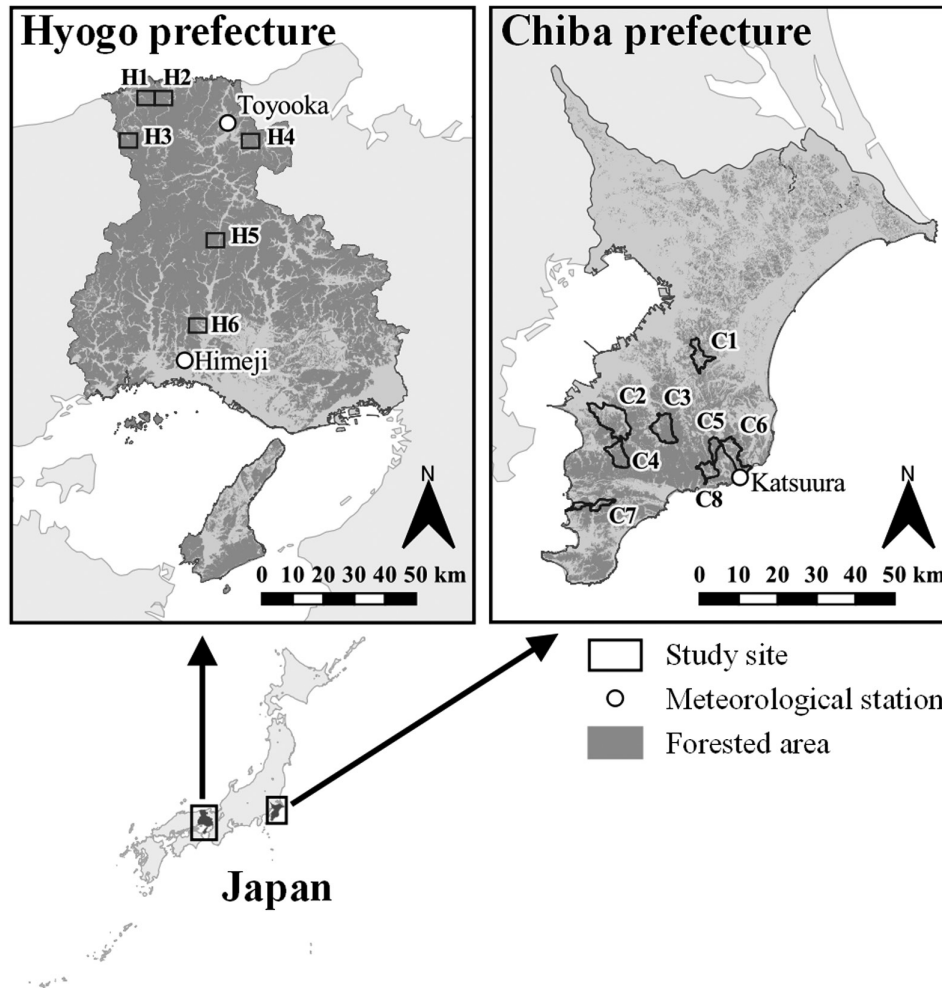 Hyogo prefecture
H1 H2
Toyooka
H3
H4
H5
H6
Himeji
N
0 10 20 30 40 50 km
Chiba prefecture
C1
C2 C3
C5 C6
C4
Katsuura
C8
C7
N
0 10 20 30 40 50 km
Study site
Meteorological station
Forested area
Japan